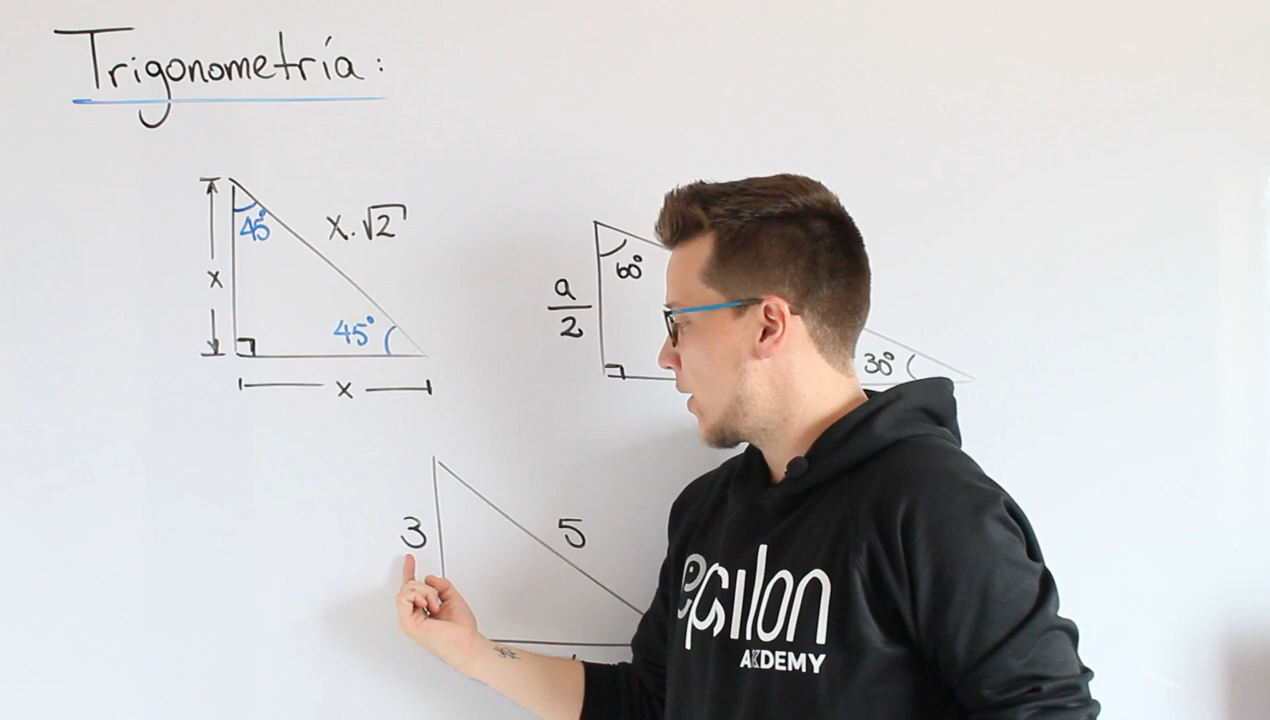 Trigonometría:
45°
x.√2
x
45°
x
60°
a
2
30°
3
5
epsilon
AKDEMY